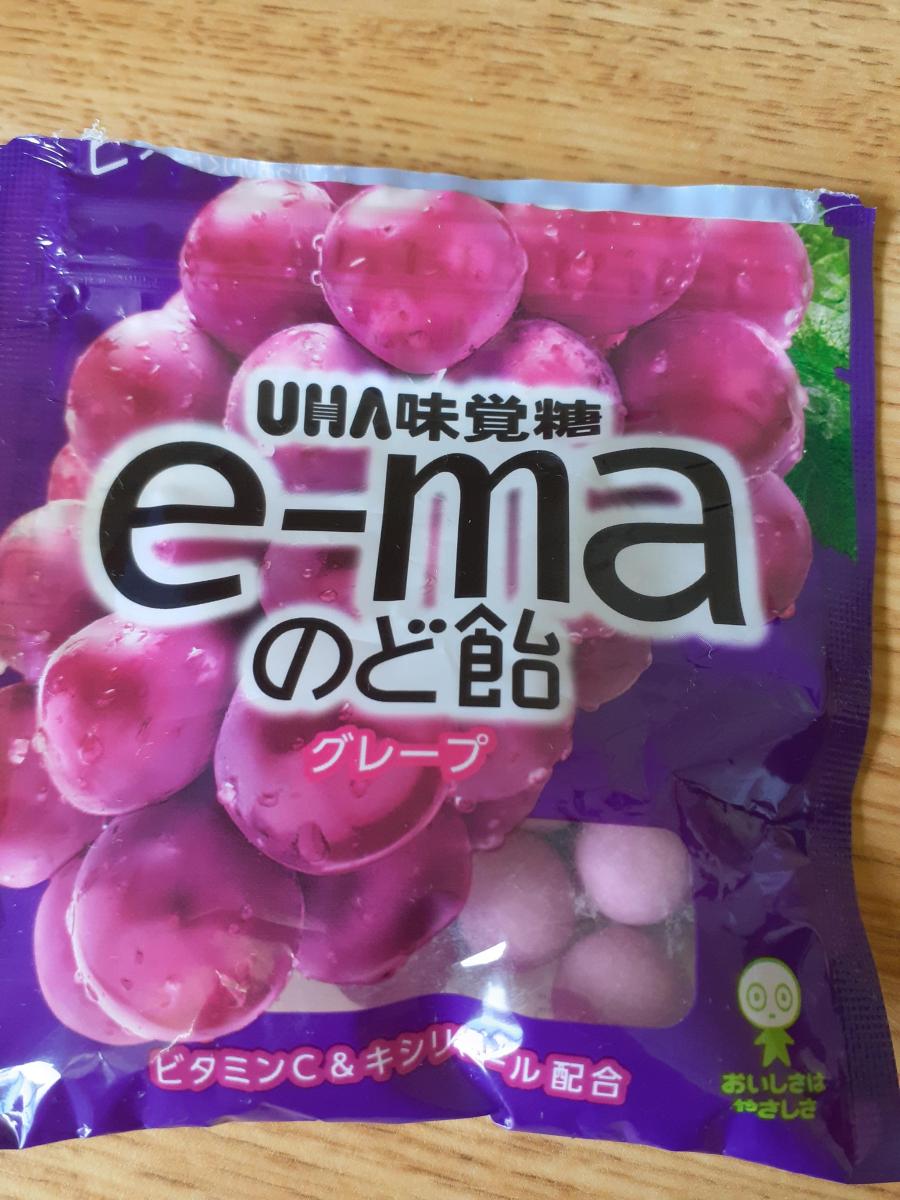 UHA味覚糖
e-ma
のど飴
グレープ
ビタミンC&キシリトール配合
おいしさは
やさしさ